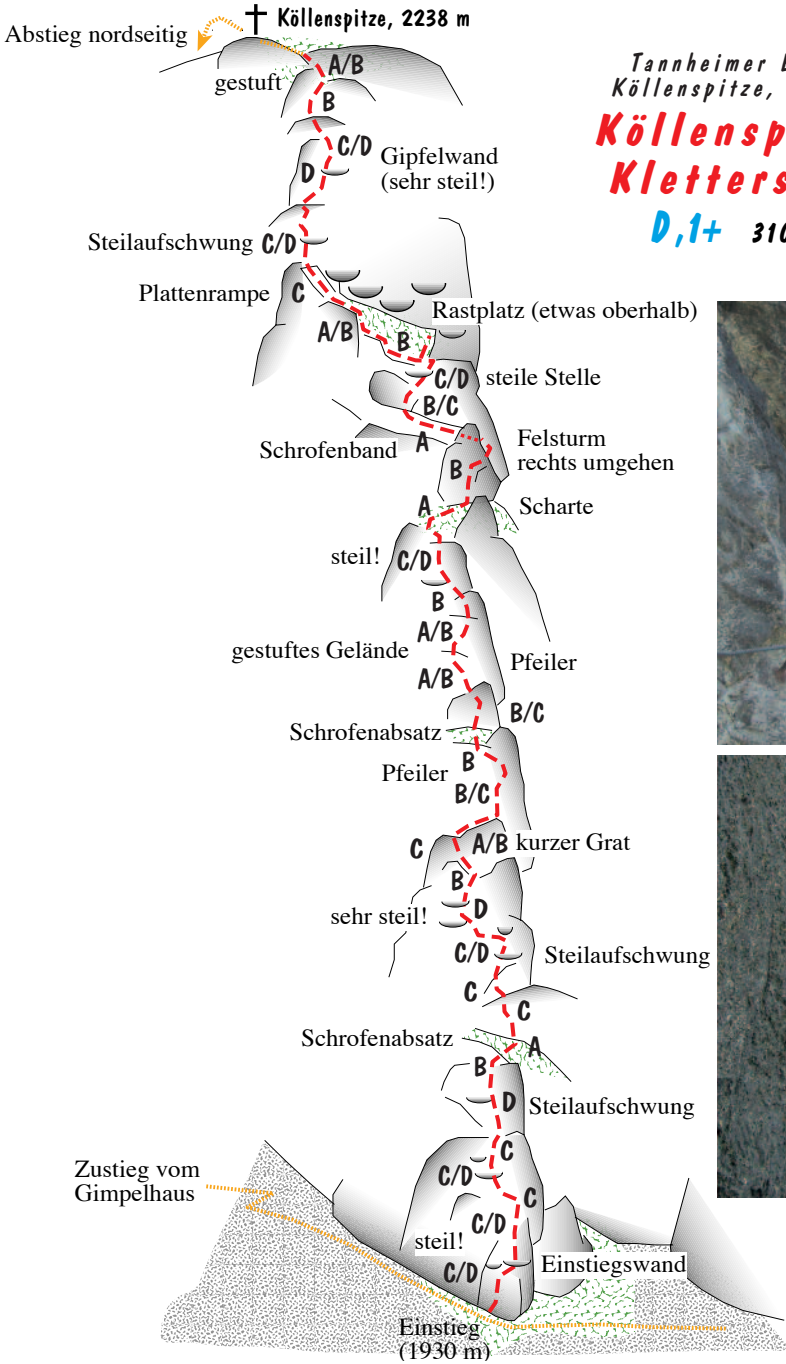 Köllenspitze, 2238 m
Abstieg nordseitig
gestuft
A/B
B
C/D
Gipfelwand
(sehr steil!)
D
Steilaufschwung
C/D
Plattenrampe
C
A/B
B
Rastplatz (etwas oberhalb)
C/D
steile Stelle
B/C
Schrofenband
A
Felsturm
rechts umgehen
B
A
Scharte
steil!
C/D
B
A/B
gestuftes Gelände
A/B
Pfeiler
B/C
Schrofenabsatz
B
Pfeiler
B/C
C
A/B
kurzer Grat
B
sehr steil!
D
C/D
Steilaufschwung
C
C
Schrofenabsatz
A
B
D
Steilaufschwung
C
C/D
C
Zustieg vom
Gimpelhaus
C/D
steil!
C/D
Einstiegswand
Einstieg
(1930 m)
Tannheimer
Köllenspitze,
D,1+ 310